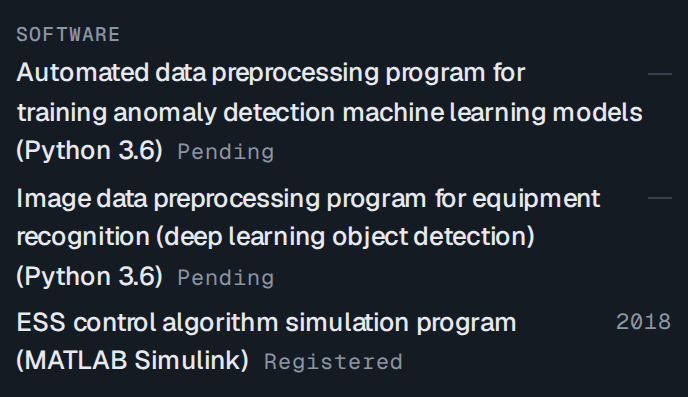 SOFTWARE
Automated data preprocessing program for —
training anomaly detection machine learning models
(Python 3.6) Pending
Image data preprocessing program for equipment —
recognition (deep learning object detection)
(Python 3.6) Pending
ESS control algorithm simulation program 2018
(MATLAB Simulink) Registered